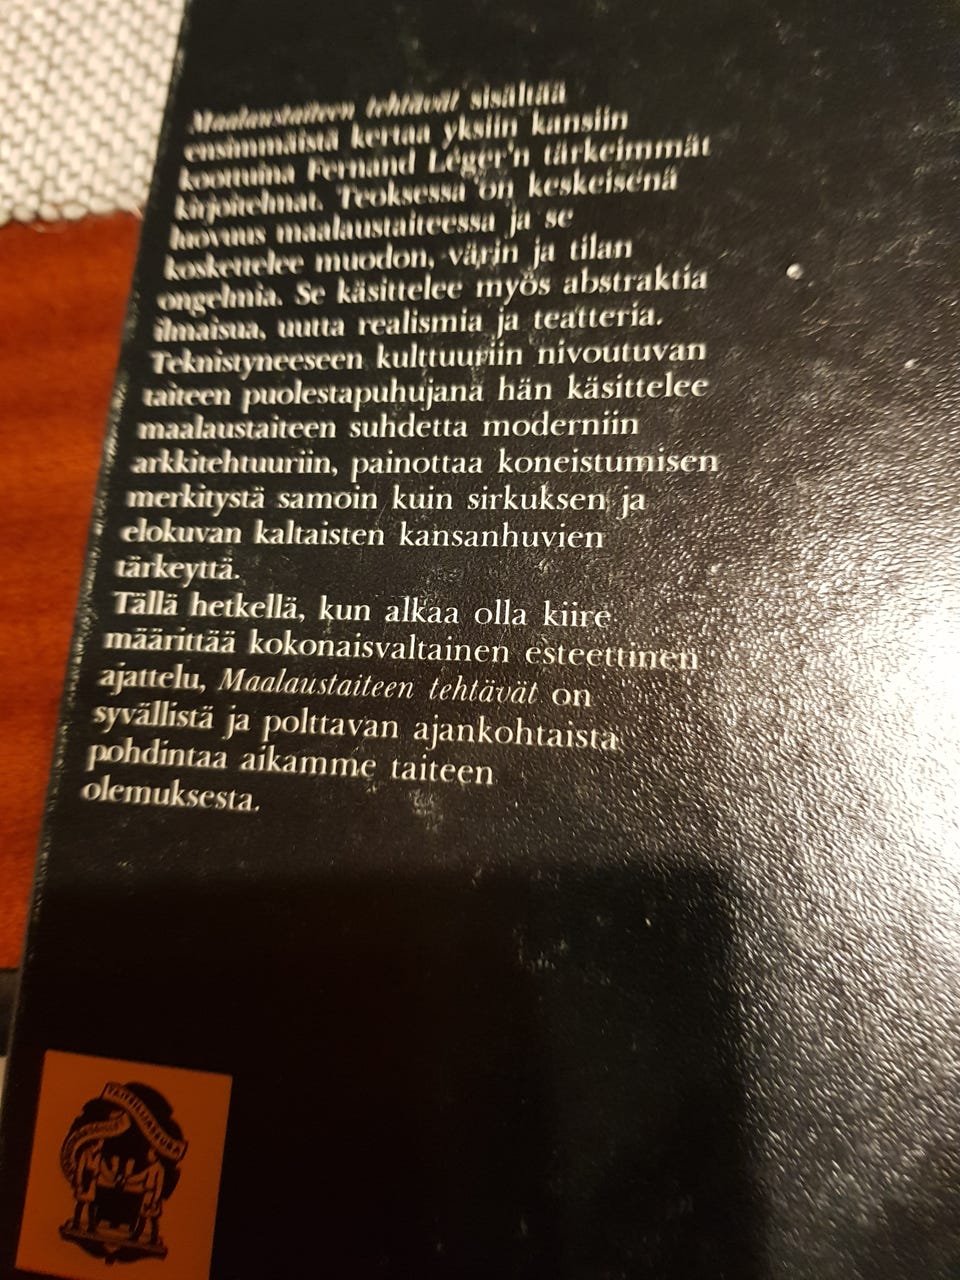 Maalaustaiteen tehtävät sisältää
ensimmäistä kertaa yksiin kansiin
koottuina Fernand Léger'n tärkeimmät
kirjoitelmat. Teoksessa on keskeisenä
luovuus maalaustaiteessa ja se
koskettelee muodon, värin ja tilan
ongelmia. Se käsittelee myös abstraktia
ilmaisua, uutta realismia ja teatteria.
Teknistyneeseen kulttuuriin nivoutuvan
taiteen puolestapuhujana hän käsittelee
maalaustaiteen suhdetta moderniin
arkkitehtuuriin, painottaa koneistumisen
merkitystä samoin kuin sirkuksen ja
elokuvan kaltaisten kansanhuvien
tärkeyttä.
Tällä hetkellä, kun alkaa olla kiire
määrittää kokonaisvaltainen esteettinen
ajattelu, Maalaustaiteen tehtävät on
syvällistä ja polttavan ajankohtaista
pohdintaa aikamme taiteen
olemuksesta.
TAITEILIJASEURA